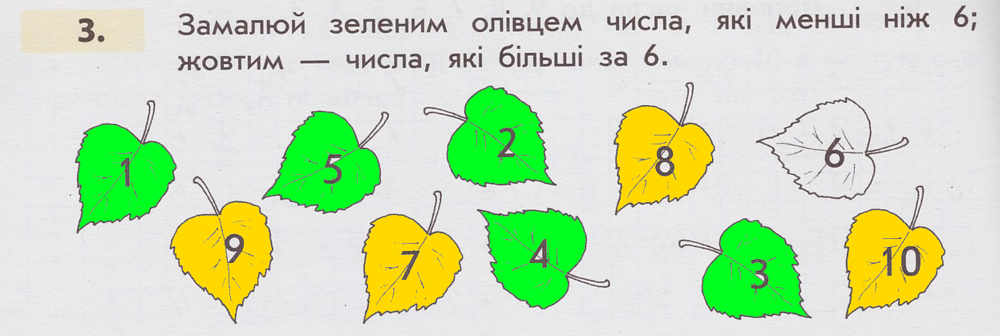 3. Замалюй зеленим олівцем числа, які менші ніж 6;
жовтим — числа, які більші за 6.
1 5 2 8 6
9 7 4 3 10